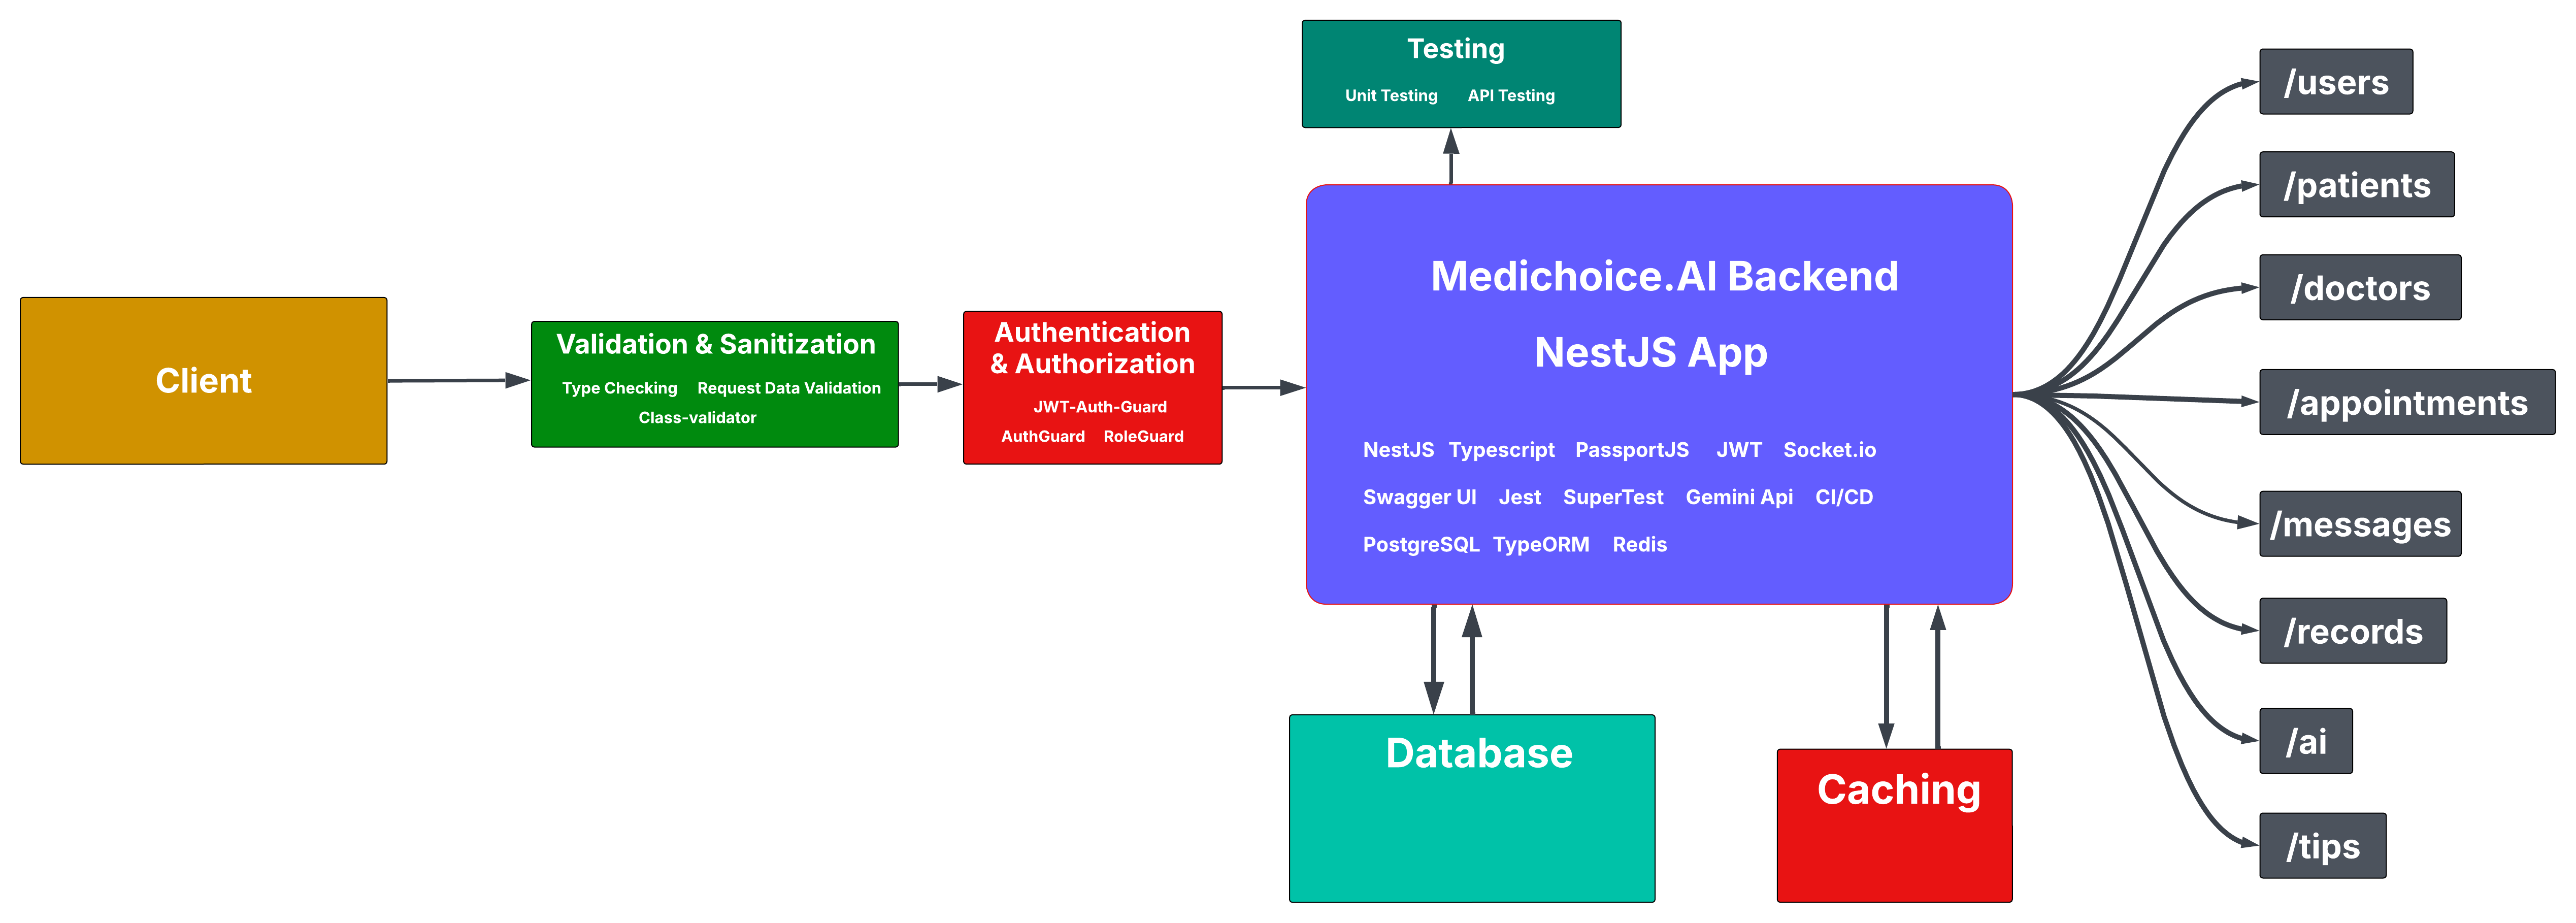 Client
Validation & Sanitization
Type Checking Request Data Validation
Class-validator
Authentication
& Authorization
JWT-Auth-Guard
AuthGuard RoleGuard
Testing
Unit Testing API Testing
Medichoice.AI Backend
NestJS App
NestJS Typescript PassportJS JWT Socket.io
Swagger UI Jest SuperTest Gemini Api CI/CD
PostgreSQL TypeORM Redis
Database
Caching
/users
/patients
/doctors
/appointments
/messages
/records
/ai
/tips